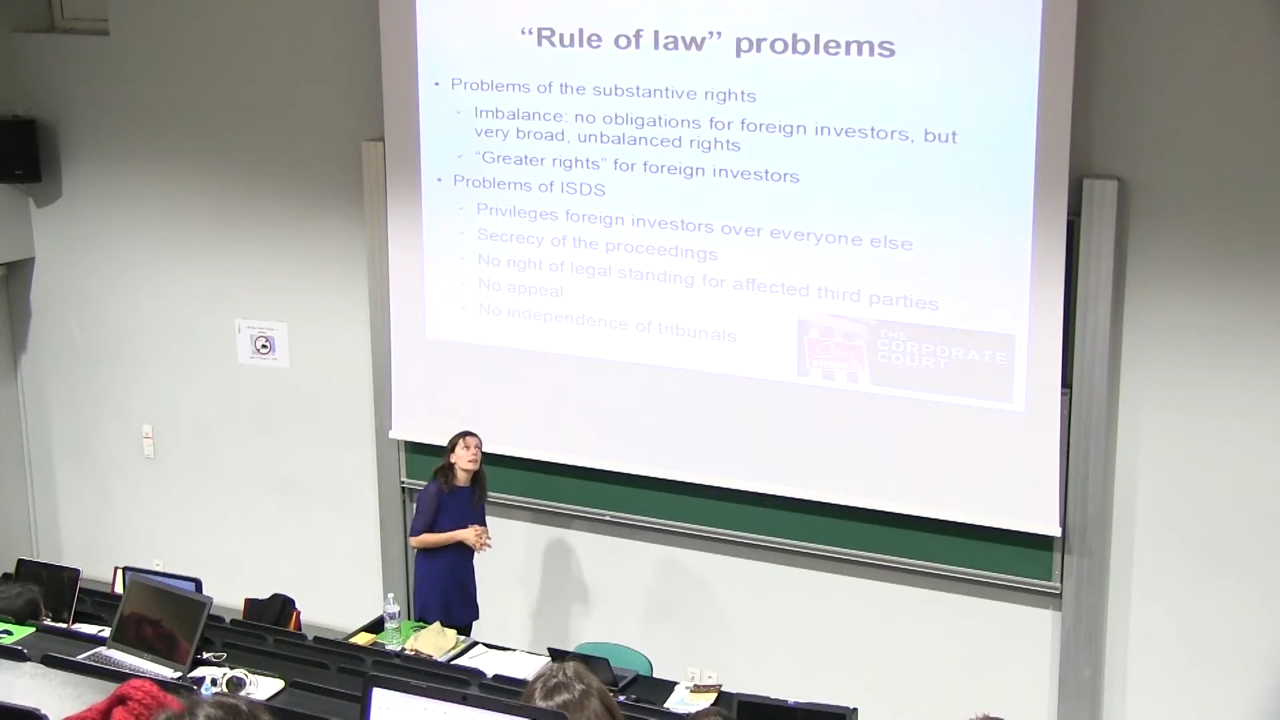 “Rule of law” problems
• Problems of the substantive rights
- Imbalance: no obligations for foreign investors, but
very broad, unbalanced rights
- “Greater rights” for foreign investors
• Problems of ISDS
- Privileges foreign investors over everyone else
- Secrecy of the proceedings
- No right of legal standing for affected third parties
- No appeal
- No independence of tribunals
THE
CORPORATE
COURT